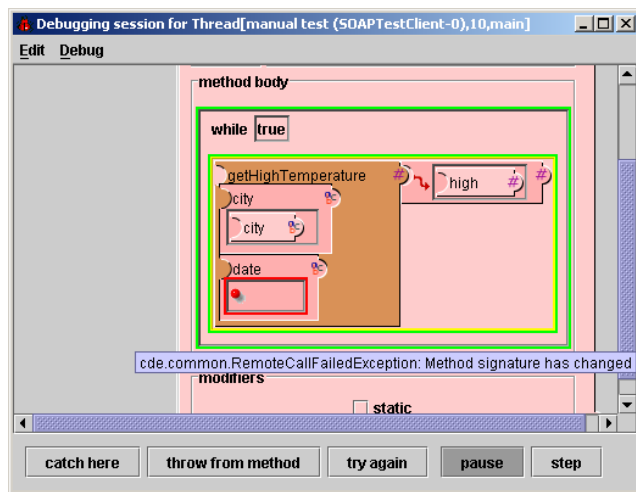 Debugging session for Thread[manual test (SOAPTestClient-0),10,main]
Edit Debug
method body
while true
getHighTemperature # high # #
city
city
date
cde.common.RemoteCallFailedException: Method signature has changed
modifiers
static
catch here throw from method try again pause step